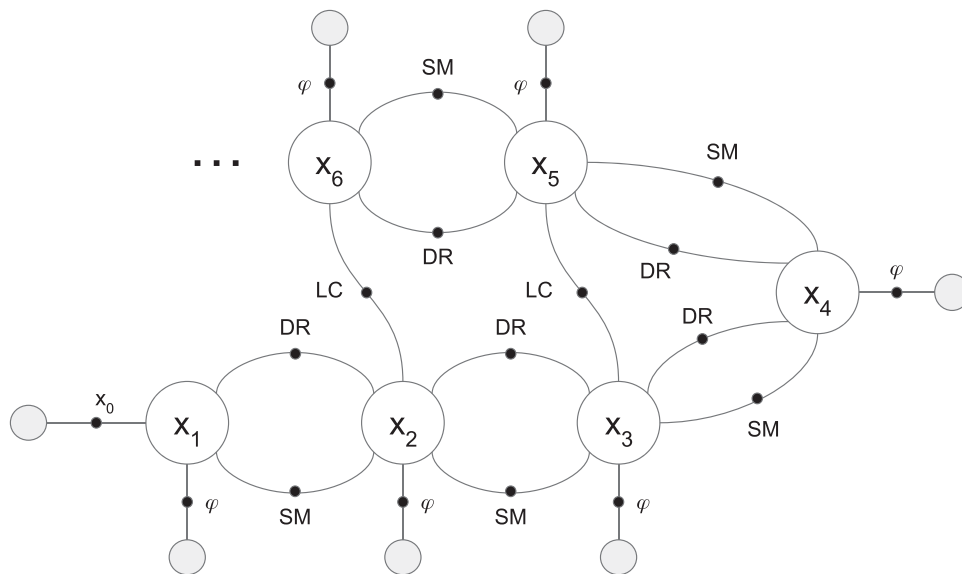 φ SM φ
SM
...
x₆ x₅
DR DR
φ
LC LC x₄
DR DR DR
x₀
x₁ x₂ x₃
SM
φ φ φ
SM SM